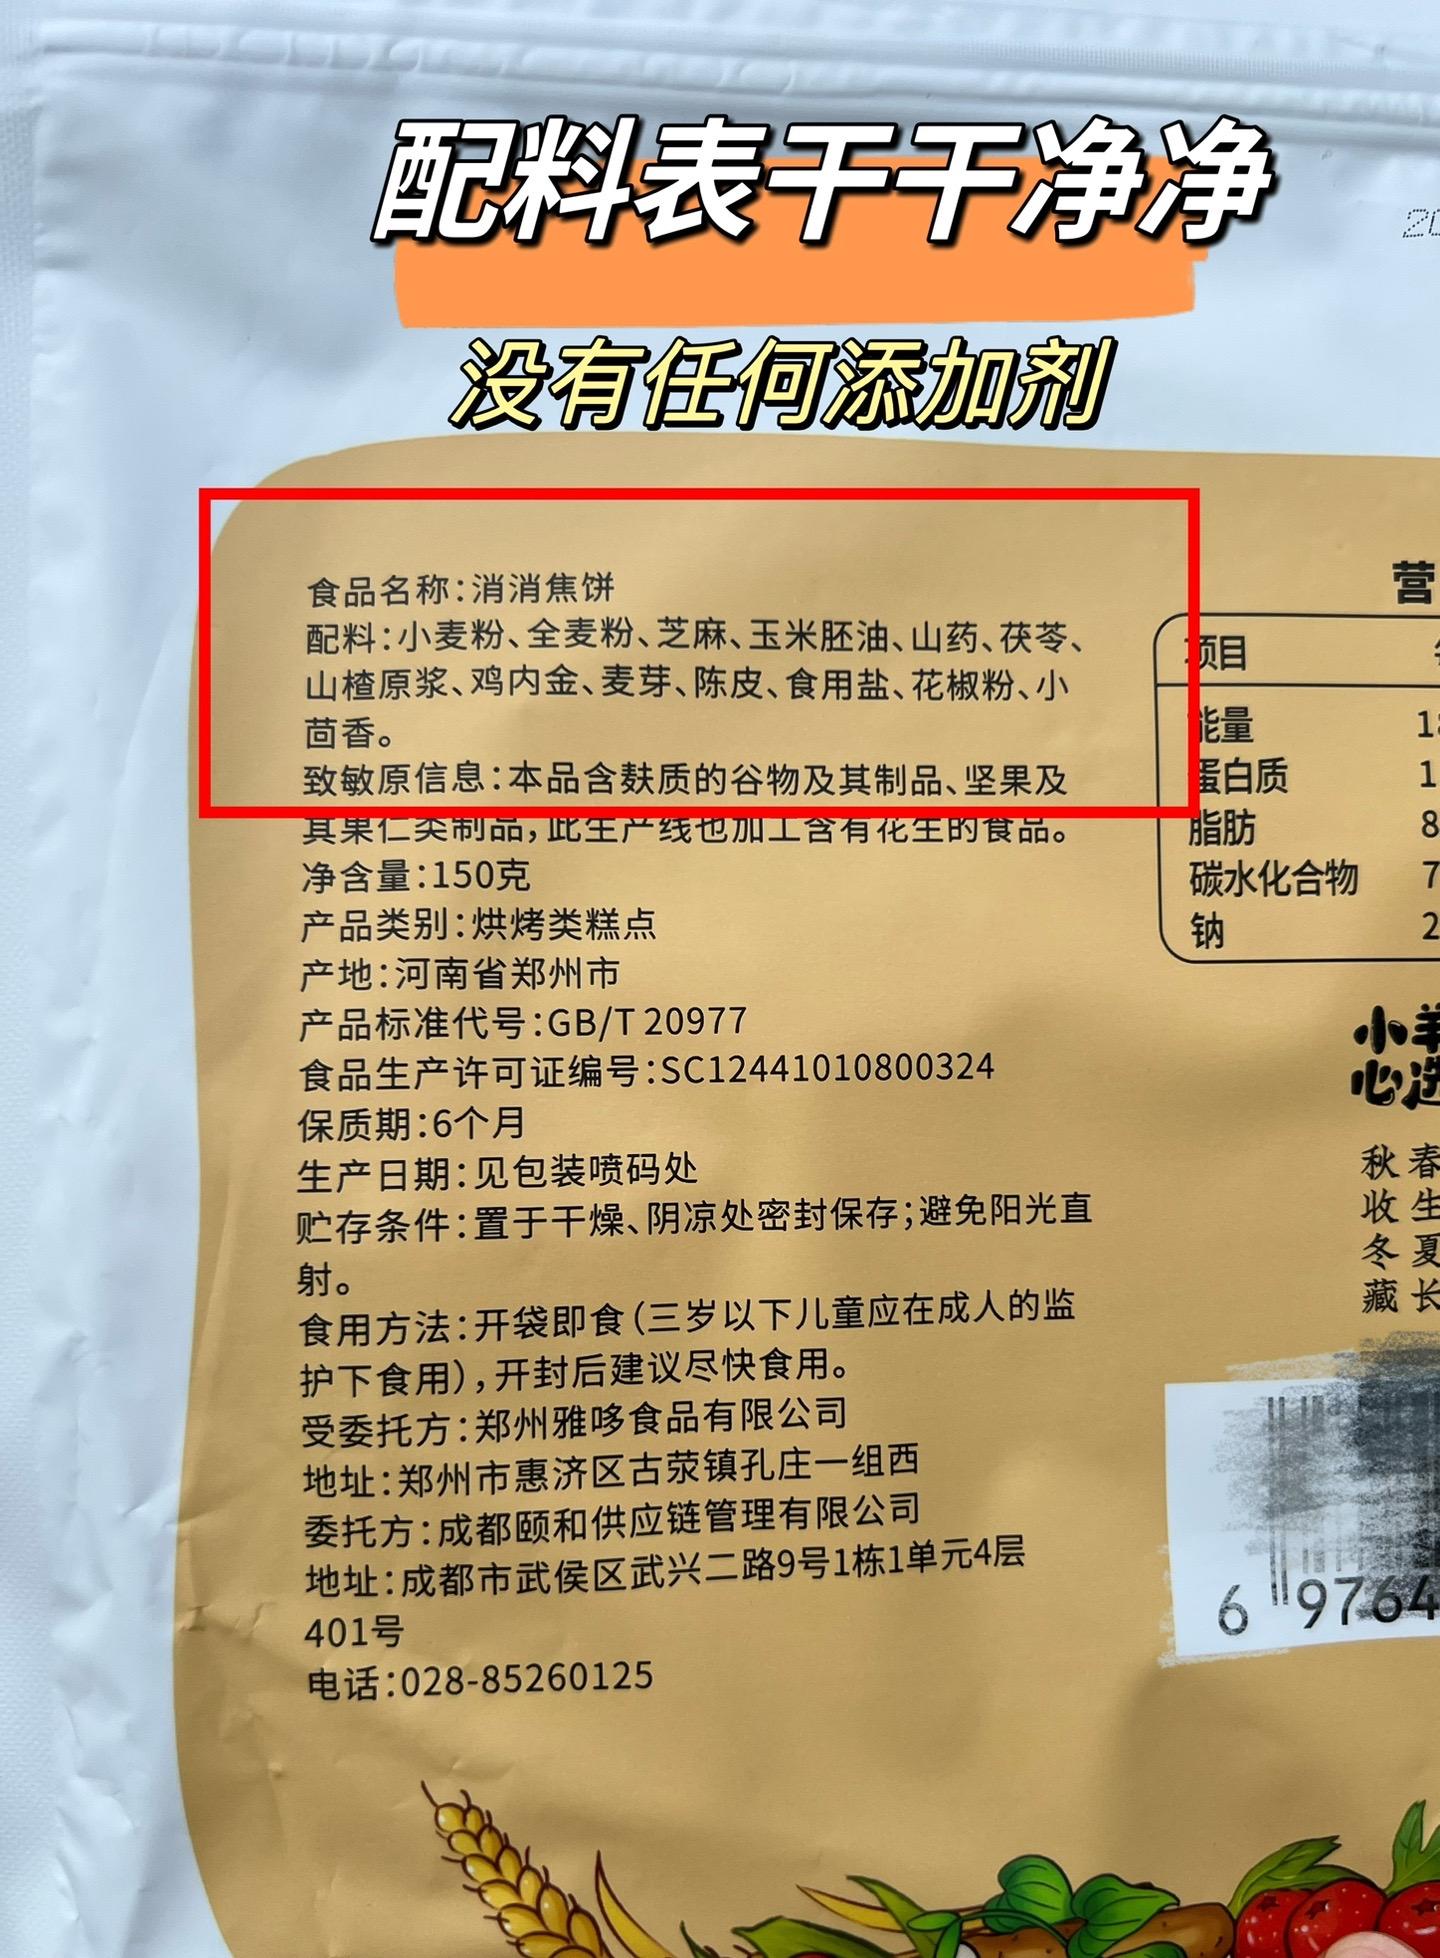 配料表干干净净
没有任何添加剂
食品名称：消消焦饼
配料：小麦粉、全麦粉、芝麻、玉米胚油、山药、茯苓、
山楂原浆、鸡内金、麦芽、陈皮、食用盐、花椒粉、小
茴香。
致敏原信息：本品含麸质的谷物及其制品、坚果及
其果仁类制品，此生产线也加工含有花生的食品。
净含量：150克
产品类别：烘烤类糕点
产地：河南省郑州市
产品标准代号：GB/T 20977
食品生产许可证编号：SC12441010800324
保质期：6个月
生产日期：见包装喷码处
贮存条件：置于干燥、阴凉处密封保存；避免阳光直
射。
食用方法：开袋即食（三岁以下儿童应在成人的监
护下食用），开封后建议尽快食用。
受委托方：郑州雅哆食品有限公司
地址：郑州市惠济区古荥镇孔庄一组西
委托方：成都颐和供应链管理有限公司
地址：成都市武侯区武兴二路9号1栋1单元4层
401号
电话：028-85260125
营
项目
能量
蛋白质
脂肪 8
碳水化合物 7
钠 2
小羊
心选
秋 春
收 生
冬 夏
藏 长
6 9764